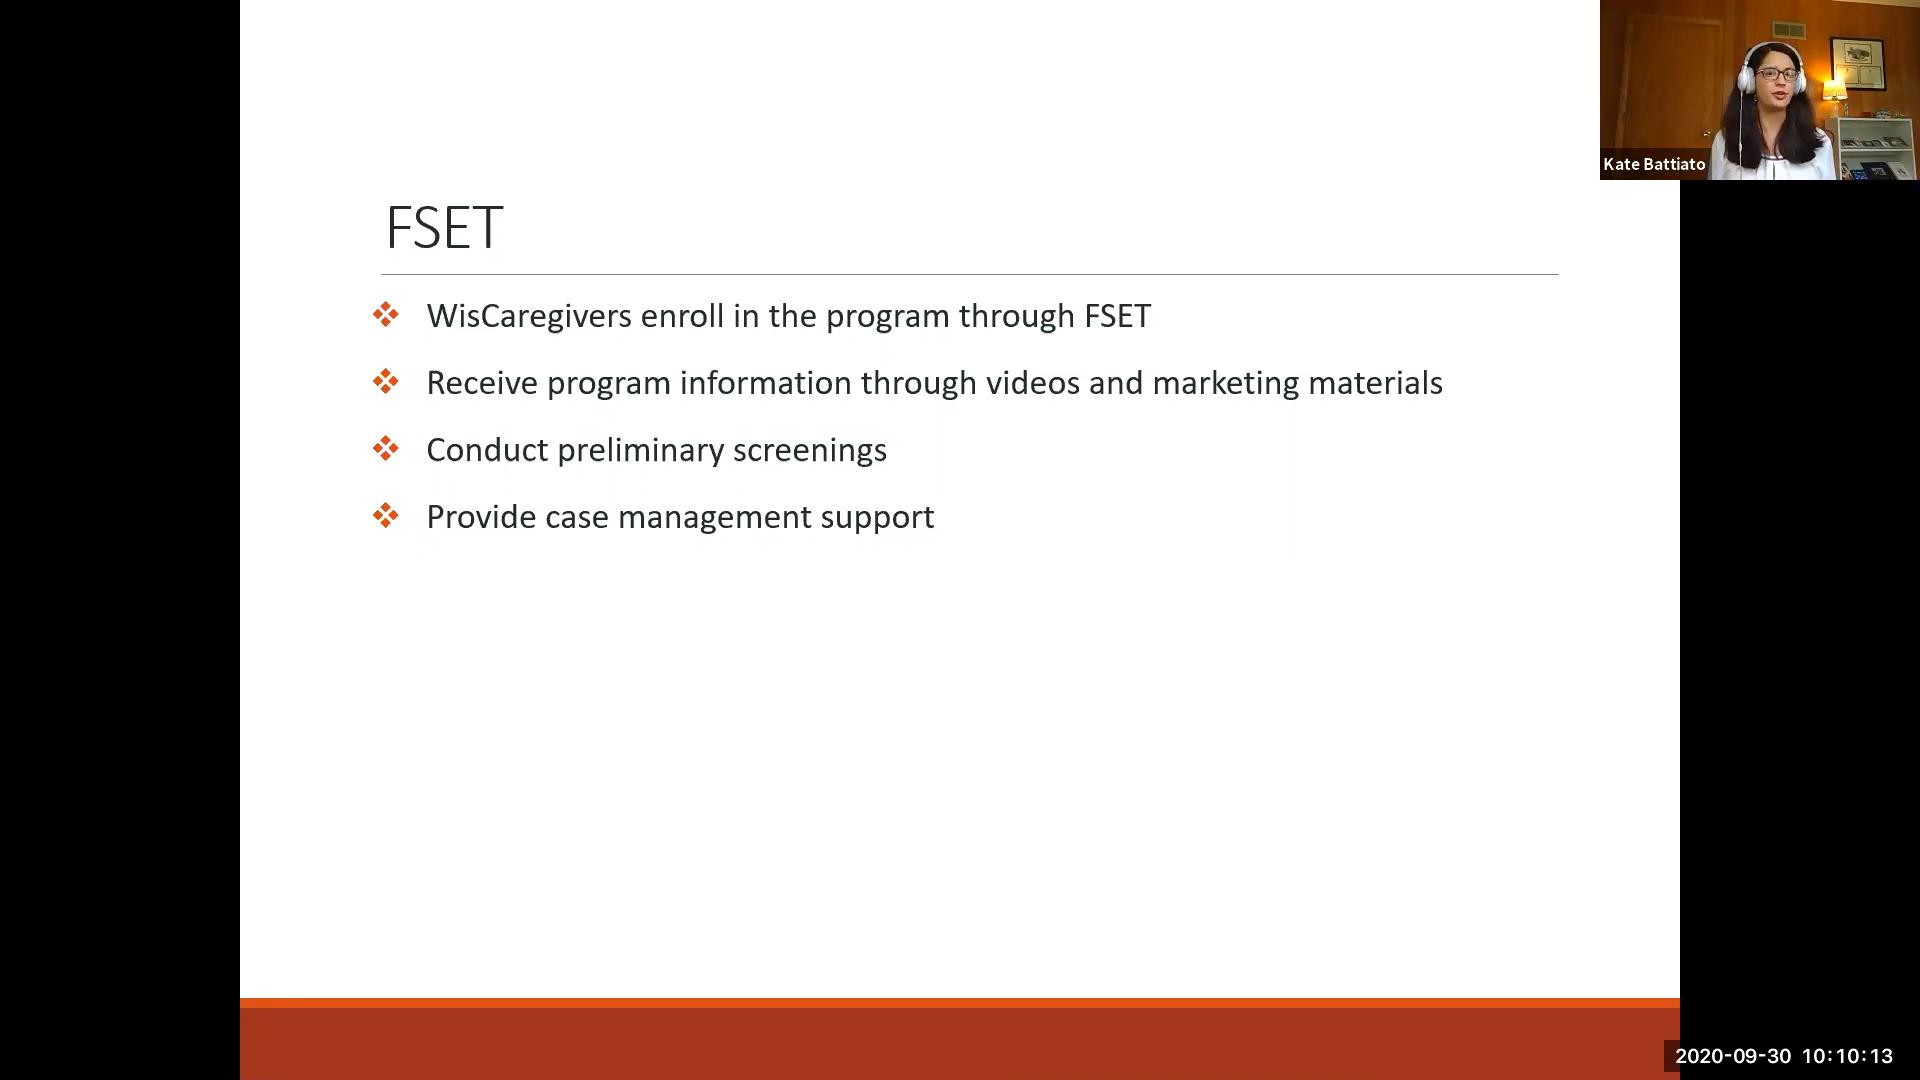 Kate Battiato
FSET
WisCaregivers enroll in the program through FSET
Receive program information through videos and marketing materials
Conduct preliminary screenings
Provide case management support
2020-09-30 10:10:13